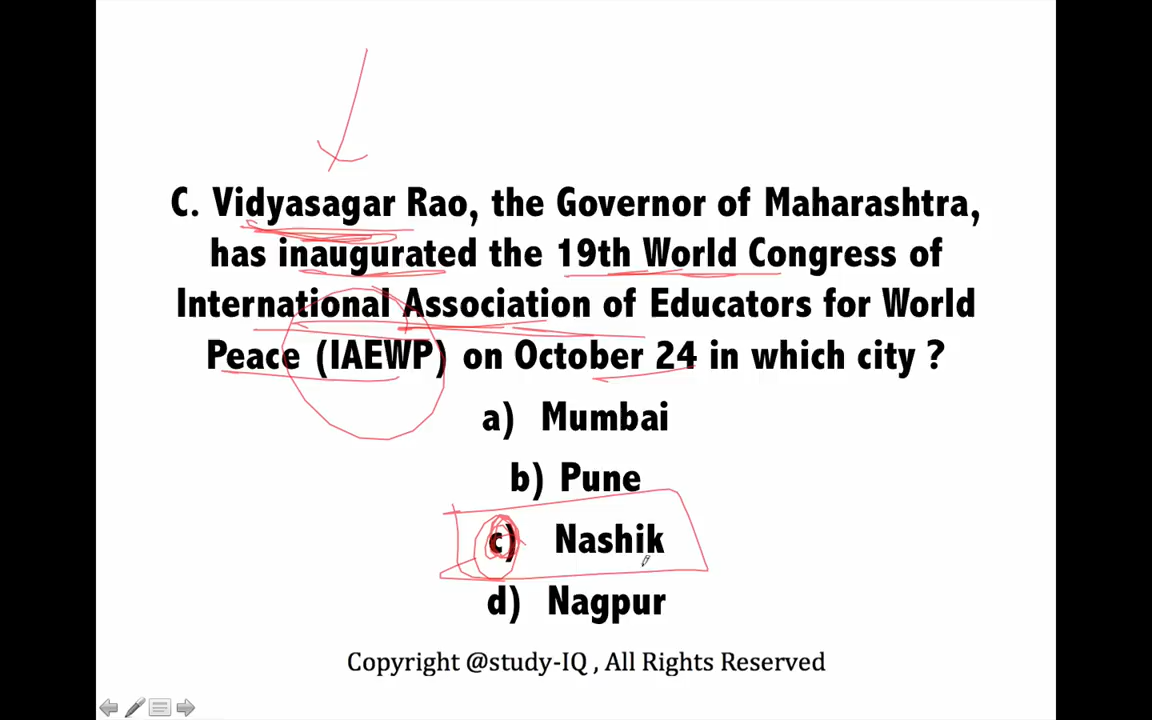 C. Vidyasagar Rao, the Governor of Maharashtra,
has inaugurated the 19th World Congress of
International Association of Educators for World
Peace (IAEWP) on October 24 in which city ?
a) Mumbai
b) Pune
c) Nashik
d) Nagpur
Copyright @study-IQ , All Rights Reserved